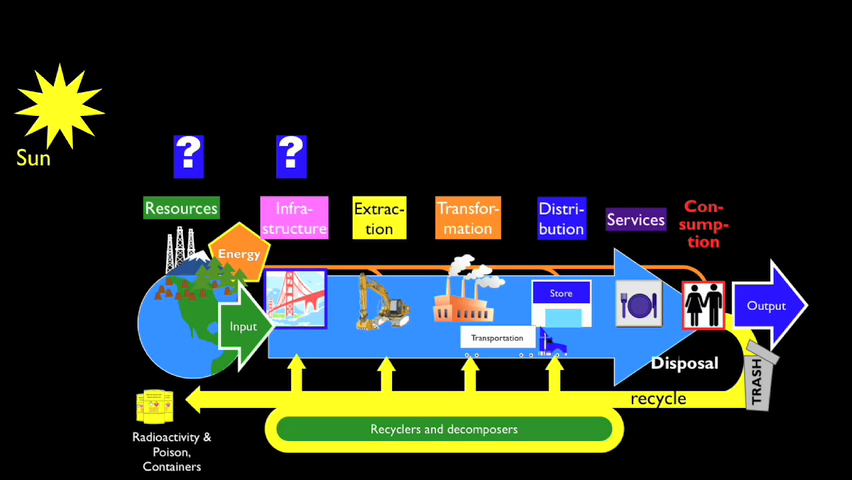 Sun
?
?
Resources
Infra-
structure
Extrac-
tion
Transfor-
mation
Distri-
bution
Services
Con-
sump-
tion
Energy
Store
Input
Output
Transportation
Disposal
TRASH
recycle
Recyclers and decomposers
Radioactivity &
Poison,
Containers